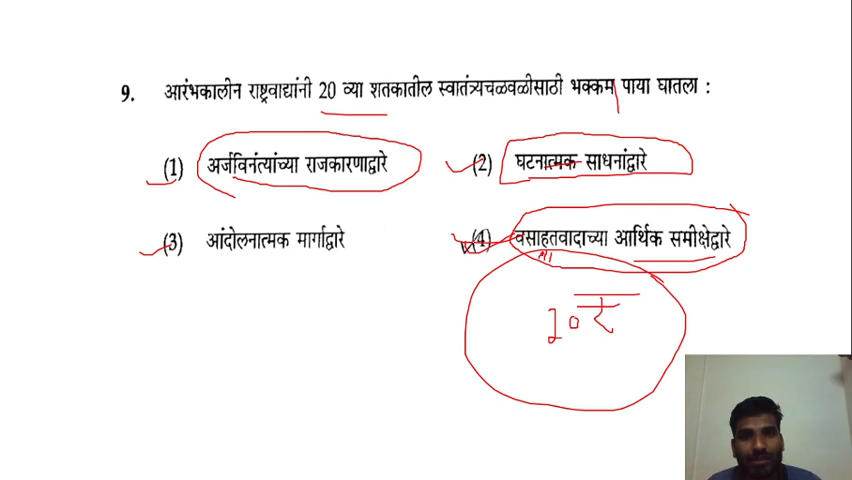 9. आरंभकालीन राष्ट्रवाद्यांनी 20 व्या शतकातील स्वातंत्र्यचळवळीसाठी भक्कम पाया घातला :
(1) अर्जविनंत्यांच्या राजकारणाद्वारे (2) घटनात्मक साधनांद्वारे
(3) आंदोलनात्मक मार्गाद्वारे (4) वसाहतवादाच्या आर्थिक समीक्षेद्वारे